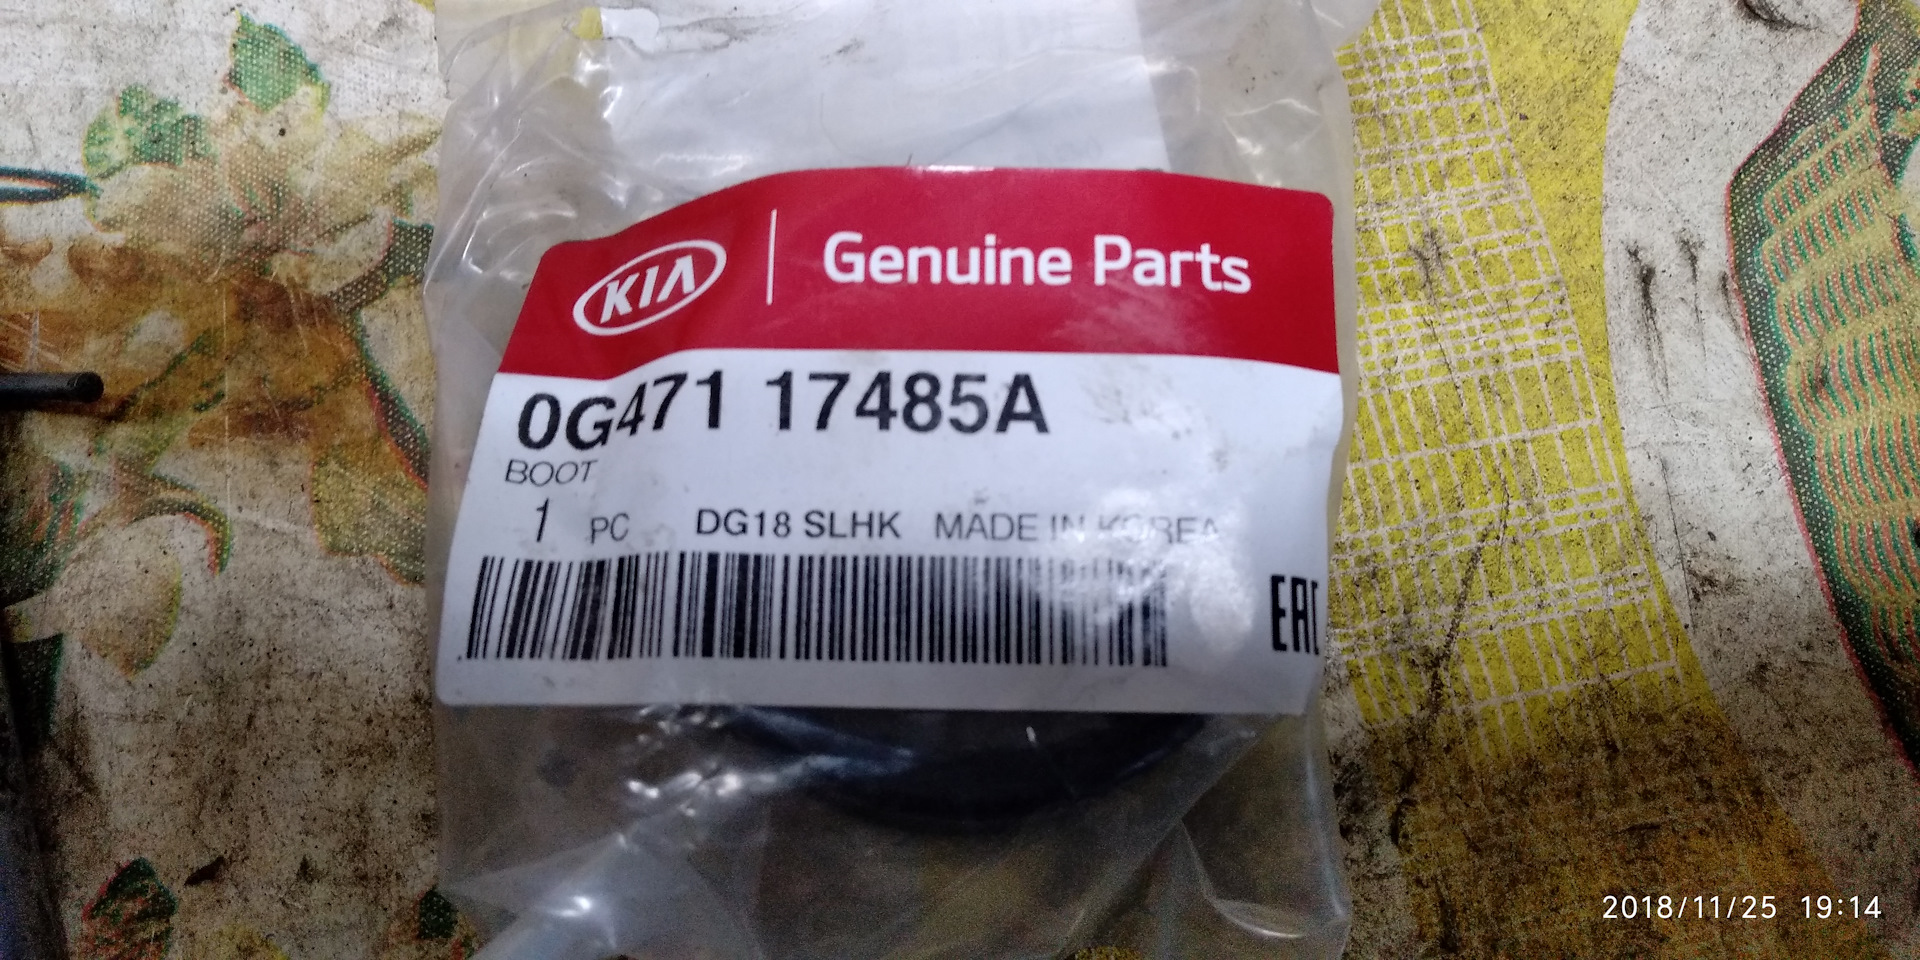 KIA Genuine Parts
0G471 17485A
BOOT
1 PC DG18 SLHK MADE IN KOREA
EAC
2018/11/25 19:14